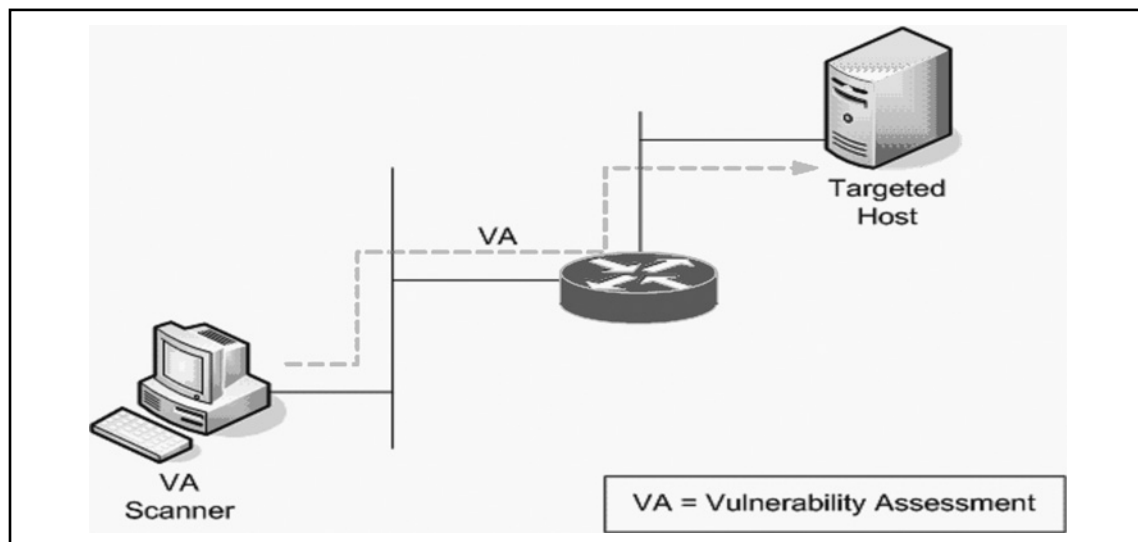 Targeted
Host
VA
VA
Scanner
VA = Vulnerability Assessment